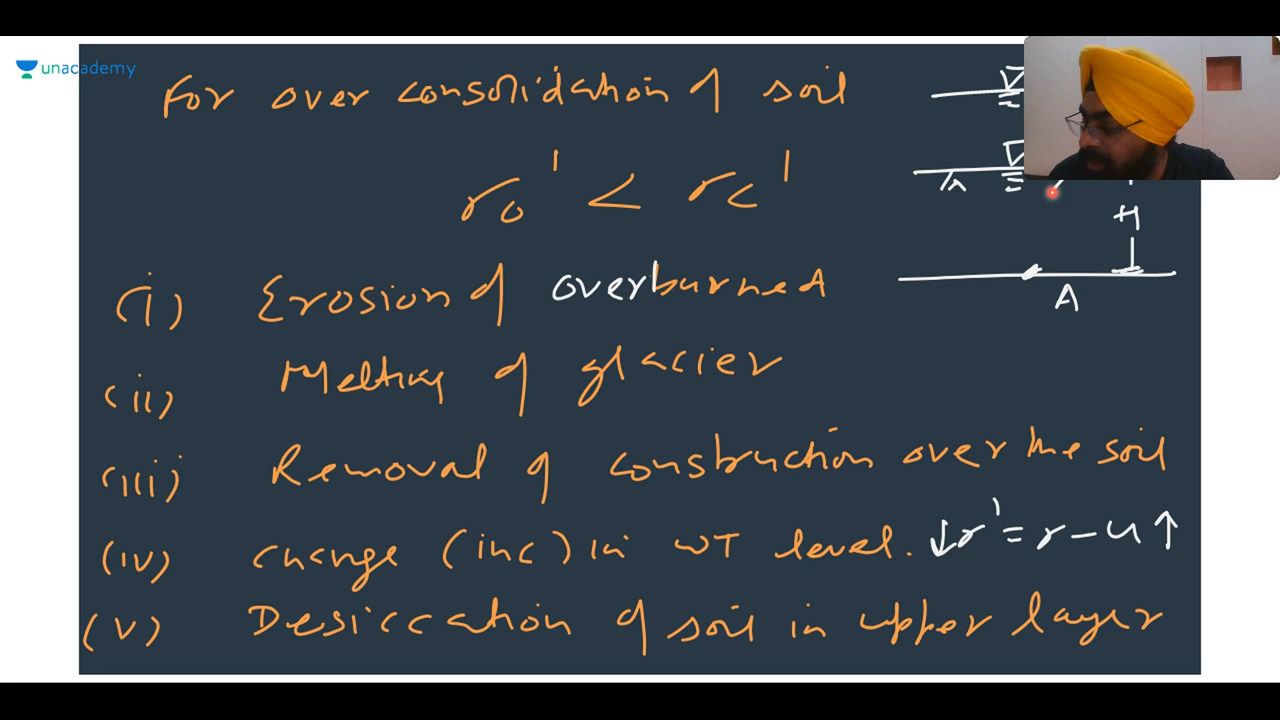 unacademy
For over consolidation of soil
σ₀' < σc'
(i) Erosion of overburned
H
A
(ii) Melting of glacier
(iii) Removal of construction over the soil
(iv) change (inc) in WT level. ↓σ' = σ - u ↑
(v) Desiccation of soil in upper layer